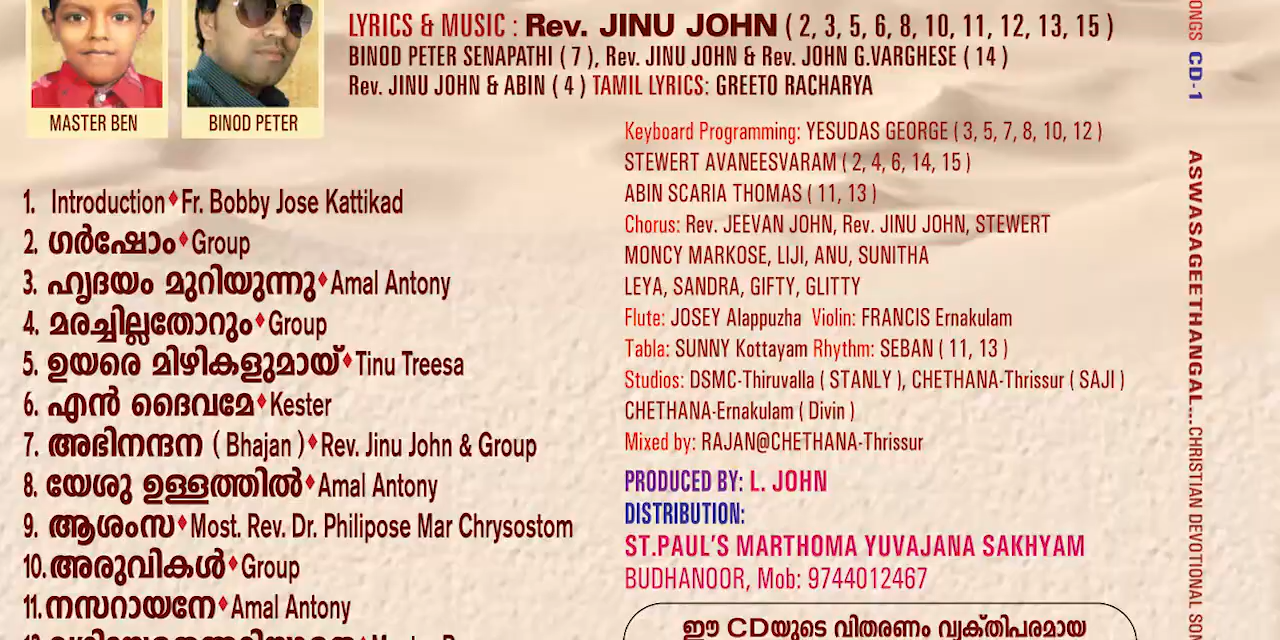 MASTER BEN
BINOD PETER
LYRICS & MUSIC : Rev. JINU JOHN ( 2, 3, 5, 6, 8, 10, 11, 12, 13, 15 )
BINOD PETER SENAPATHI ( 7 ), Rev. JINU JOHN & Rev. JOHN G.VARGHESE ( 14 )
Rev. JINU JOHN & ABIN ( 4 ) TAMIL LYRICS: GREETO RACHARYA
1. Introduction♦Fr. Bobby Jose Kattikad
2. ഗർഷോം♦Group
3. ഹൃദയം മുറിയുന്നു♦Amal Antony
4. മരച്ചില്ലതോറും♦Group
5. ഉയരെ മിഴികളുമായ്♦Tinu Treesa
6. എൻ ദൈവമേ♦Kester
7. അഭിനന്ദന ( Bhajan )♦Rev. Jinu John & Group
8. യേശു ഉള്ളത്തിൽ♦Amal Antony
9. ആശംസ♦Most. Rev. Dr. Philipose Mar Chrysostom
10. അരുവികൾ♦Group
11. നസറായനേ♦Amal Antony
Keyboard Programming: YESUDAS GEORGE ( 3, 5, 7, 8, 10, 12 )
STEWERT AVANEESVARAM ( 2, 4, 6, 14, 15 )
ABIN SCARIA THOMAS ( 11, 13 )
Chorus: Rev. JEEVAN JOHN, Rev. JINU JOHN, STEWERT
MONCY MARKOSE, LIJI, ANU, SUNITHA
LEYA, SANDRA, GIFTY, GLITTY
Flute: JOSEY Alappuzha Violin: FRANCIS Ernakulam
Tabla: SUNNY Kottayam Rhythm: SEBAN ( 11, 13 )
Studios: DSMC-Thiruvalla ( STANLY ), CHETHANA-Thrissur ( SAJI )
CHETHANA-Ernakulam ( Divin )
Mixed by: RAJAN@CHETHANA-Thrissur
PRODUCED BY: L. JOHN
DISTRIBUTION:
ST.PAUL'S MARTHOMA YUVAJANA SAKHYAM
BUDHANOOR, Mob: 9744012467
ഈ CDയുടെ വിതരണം വ്യക്തിപരമായ
ONGS CD-1 ASWASAGEETHANGAL...CHRISTIAN DEVOTIONAL SO